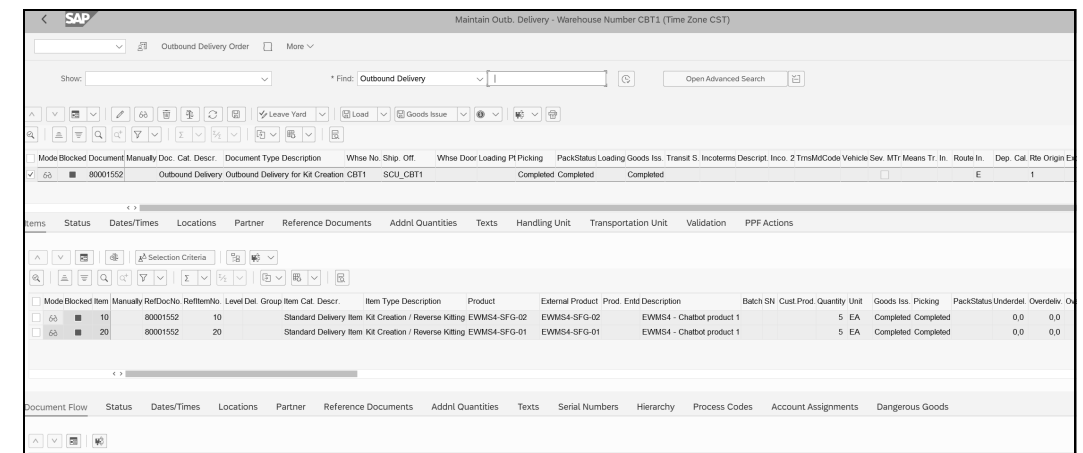 SAP
Maintain Outb. Delivery - Warehouse Number CBT1 (Time Zone CST)
Outbound Delivery Order More
Show: * Find: Outbound Delivery Open Advanced Search
Leave Yard Load Goods Issue
Mode Blocked Document Manually Doc. Cat. Descr. Document Type Description Whse No. Ship. Off. Whse Door Loading Pt Picking PackStatus Loading Goods Iss. Transit S. Incoterms Descript. Inco. 2 TrnsMdCode Vehicle Sev. MTr Means Tr. In. Route In. Dep. Cal. Rte Origin
80001552 Outbound Delivery Outbound Delivery for Kit Creation CBT1 SCU_CBT1 Completed Completed Completed E 1
Items Status Dates/Times Locations Partner Reference Documents Addnl Quantities Texts Handling Unit Transportation Unit Validation PPF Actions
Selection Criteria
Mode Blocked Item Manually RefDocNo. RefItemNo. Level Del. Group Item Cat. Descr. Item Type Description Product External Product Prod. Entd Description Batch SN Cust.Prod. Quantity Unit Goods Iss. Picking PackStatus Underdel. Overdeliv. Ov
10 80001552 10 Standard Delivery Item Kit Creation / Reverse Kitting EWMS4-SFG-02 EWMS4-SFG-02 EWMS4 - Chatbot product 1 5 EA Completed Completed 0,0 0,0
20 80001552 20 Standard Delivery Item Kit Creation / Reverse Kitting EWMS4-SFG-01 EWMS4-SFG-01 EWMS4 - Chatbot product 1 5 EA Completed Completed 0,0 0,0
Document Flow Status Dates/Times Locations Partner Reference Documents Addnl Quantities Texts Serial Numbers Hierarchy Process Codes Account Assignments Dangerous Goods